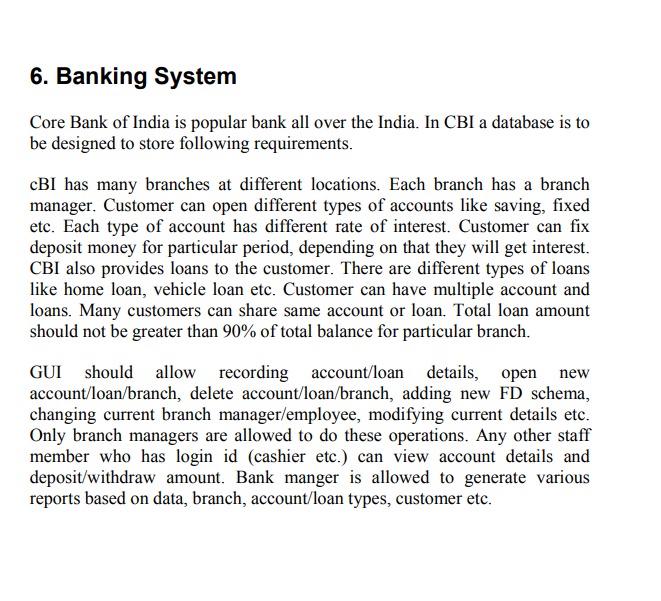 6. Banking System
Core Bank of India is popular bank all over the India. In CBI a database is to
be designed to store following requirements.
cBI has many branches at different locations. Each branch has a branch
manager. Customer can open different types of accounts like saving, fixed
etc. Each type of account has different rate of interest. Customer can fix
deposit money for particular period, depending on that they will get interest.
CBI also provides loans to the customer. There are different types of loans
like home loan, vehicle loan etc. Customer can have multiple account and
loans. Many customers can share same account or loan. Total loan amount
should not be greater than 90% of total balance for particular branch.
GUI should allow recording account/loan details, open new
account/loan/branch, delete account/loan/branch, adding new FD schema,
changing current branch manager/employee, modifying current details etc.
Only branch managers are allowed to do these operations. Any other staff
member who has login id (cashier etc.) can view account details and
deposit/withdraw amount. Bank manger is allowed to generate various
reports based on data, branch, account/loan types, customer etc.